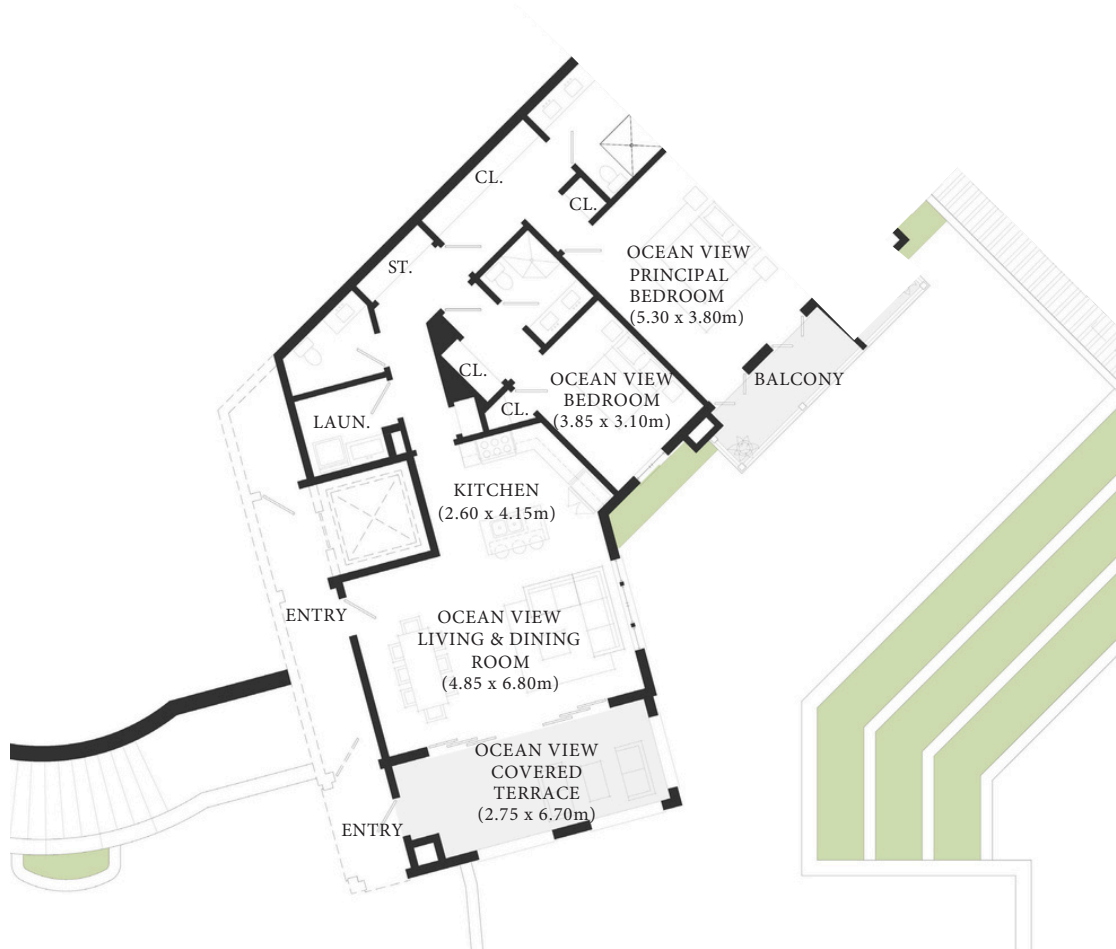 CL.
CL.
ST.
OCEAN VIEW
PRINCIPAL
BEDROOM
(5.30 x 3.80m)
BALCONY
CL.
OCEAN VIEW
BEDROOM
(3.85 x 3.10m)
CL.
LAUN.
KITCHEN
(2.60 x 4.15m)
ENTRY
OCEAN VIEW
LIVING & DINING
ROOM
(4.85 x 6.80m)
OCEAN VIEW
COVERED
TERRACE
(2.75 x 6.70m)
ENTRY